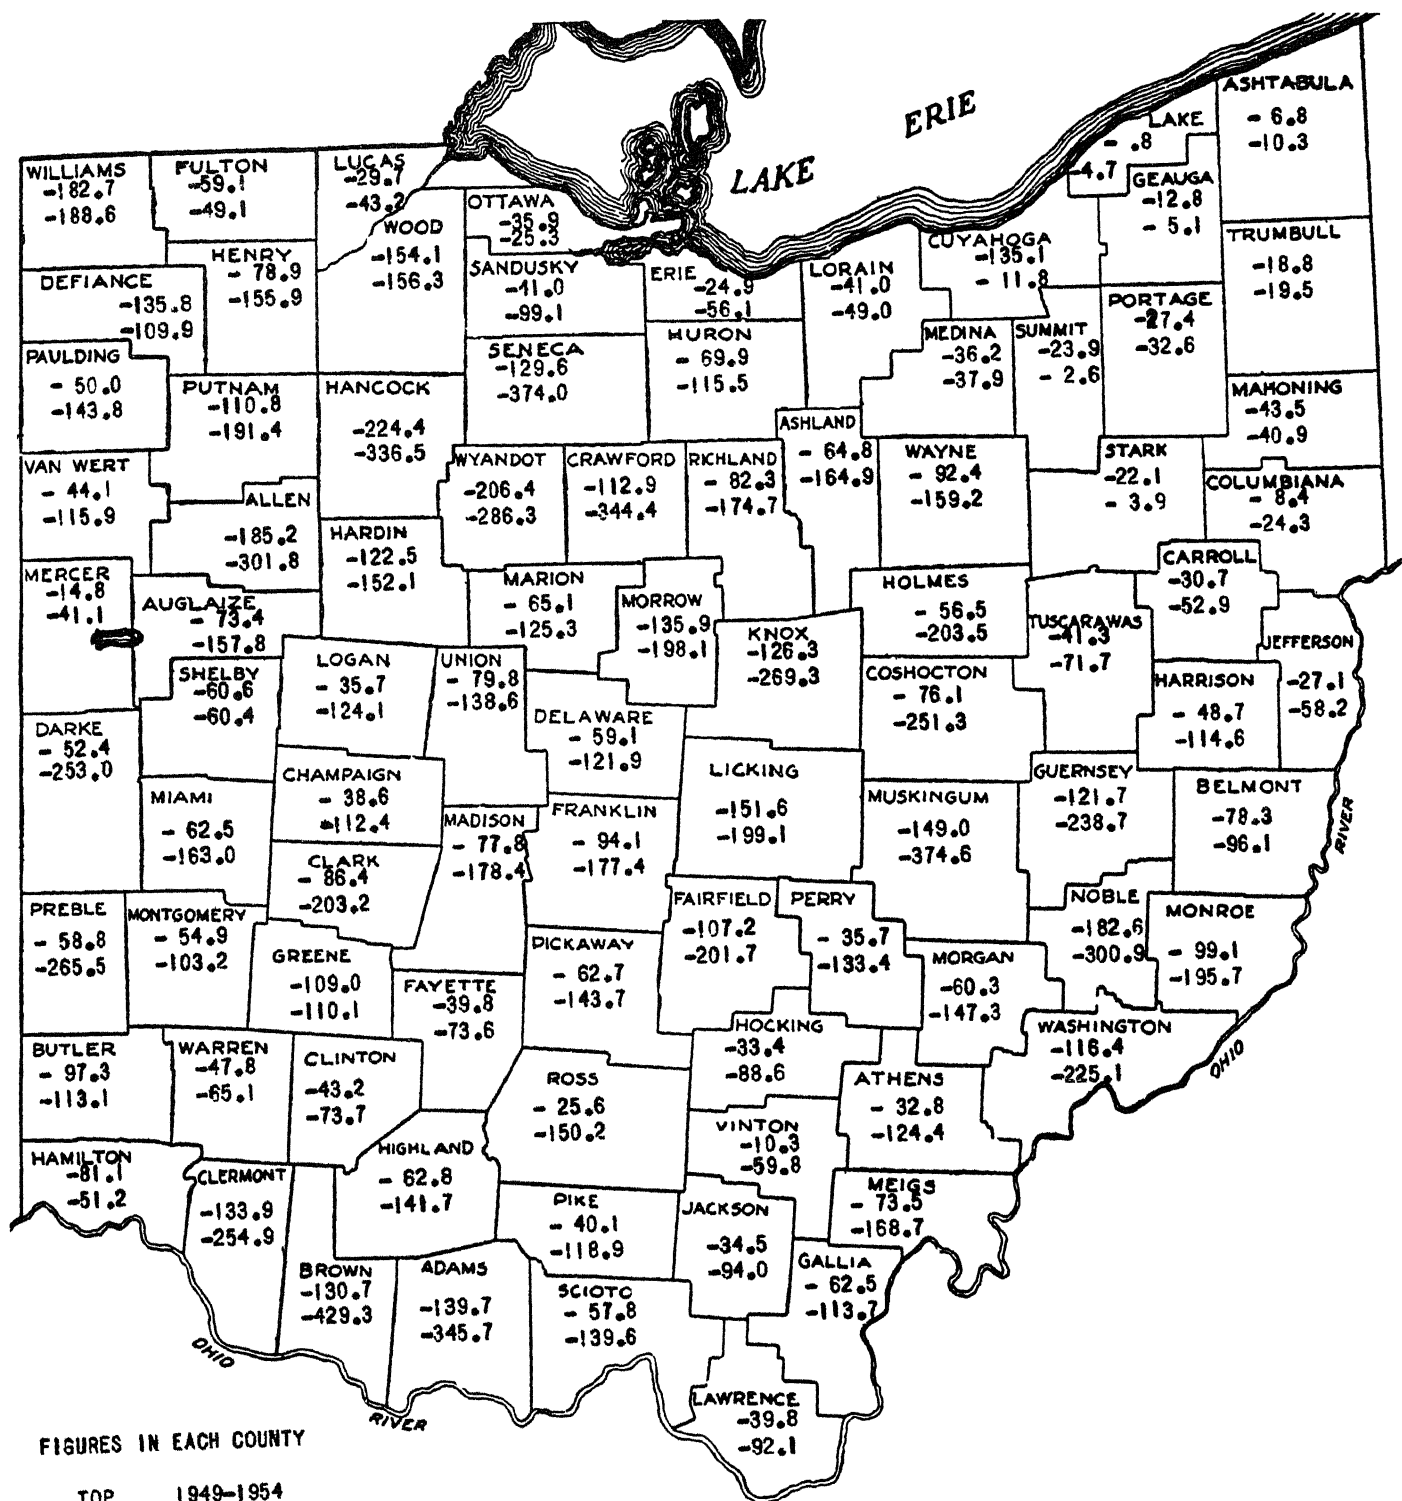 ERIE
LAKE
ASHTABULA
- 6.8
-10.3
LAKE
- .8
-4.7
GEAUGA
-12.8
- 5.1
WILLIAMS
-182.7
-188.6
FULTON
-59.1
-49.1
LUCAS
-29.7
-43.2
WOOD
-154.1
-156.3
OTTAWA
-35.9
-25.3
HENRY
- 78.9
-155.9
DEFIANCE
-135.8
-109.9
SANDUSKY
-41.0
-99.1
ERIE
-24.9
-56.1
LORAIN
-41.0
-49.0
CUYAHOGA
-135.1
- 11.8
TRUMBULL
-18.8
-19.5
PORTAGE
-27.4
-32.6
PAULDING
- 50.0
-143.8
PUTNAM
-110.8
-191.4
HANCOCK
-224.4
-336.5
SENECA
-129.6
-374.0
HURON
- 69.9
-115.5
MEDINA
-36.2
-37.9
SUMMIT
-23.9
- 2.6
MAHONING
-43.5
-40.9
VAN WERT
- 44.1
-115.9
ALLEN
-185.2
-301.8
WYANDOT
-206.4
-286.3
CRAWFORD
-112.9
-344.4
RICHLAND
- 82.3
-174.7
ASHLAND
- 64.8
-164.9
WAYNE
- 92.4
-159.2
STARK
-22.1
- 3.9
COLUMBIANA
- 8.4
-24.3
HARDIN
-122.5
-152.1
MERCER
-14.8
-41.1
AUGLAIZE
- 73.4
-157.8
MARION
- 65.1
-125.3
MORROW
-135.9
-198.1
HOLMES
- 56.5
-203.5
TUSCARAWAS
-41.3
-71.7
CARROLL
-30.7
-52.9
JEFFERSON
-27.1
-58.2
KNOX
-126.3
-269.3
SHELBY
-60.6
-60.4
LOGAN
- 35.7
-124.1
UNION
- 79.8
-138.6
COSHOCTON
- 76.1
-251.3
HARRISON
- 48.7
-114.6
DARKE
- 52.4
-253.0
DELAWARE
- 59.1
-121.9
CHAMPAIGN
- 38.6
-112.4
LICKING
-151.6
-199.1
GUERNSEY
-121.7
-238.7
BELMONT
-78.3
-96.1
MIAMI
- 62.5
-163.0
MUSKINGUM
-149.0
-374.6
RIVER
MADISON
- 77.8
-178.4
FRANKLIN
- 94.1
-177.4
CLARK
- 86.4
-203.2
PREBLE
- 58.8
-265.5
MONTGOMERY
- 54.9
-103.2
FAIRFIELD
-107.2
-201.7
PERRY
- 35.7
-133.4
NOBLE
-182.6
-300.9
MONROE
- 99.1
-195.7
GREENE
-109.0
-110.1
PICKAWAY
- 62.7
-143.7
MORGAN
-60.3
-147.3
FAYETTE
-39.8
-73.6
HOCKING
-33.4
-88.6
WASHINGTON
-116.4
-225.1
OHIO
BUTLER
- 97.3
-113.1
WARREN
-47.8
-65.1
CLINTON
-43.2
-73.7
ROSS
- 25.6
-150.2
ATHENS
- 32.8
-124.4
VINTON
-10.3
-59.8
HAMILTON
-81.1
-51.2
HIGHLAND
- 62.8
-141.7
CLERMONT
-133.9
-254.9
MEIGS
- 73.5
-168.7
PIKE
- 40.1
-118.9
JACKSON
-34.5
-94.0
GALLIA
- 62.5
-113.7
BROWN
-130.7
-429.3
ADAMS
-139.7
-345.7
SCIOTO
- 57.8
-139.6
OHIO
RIVER
LAWRENCE
-39.8
-92.1
FIGURES IN EACH COUNTY
TOP 1949-1954